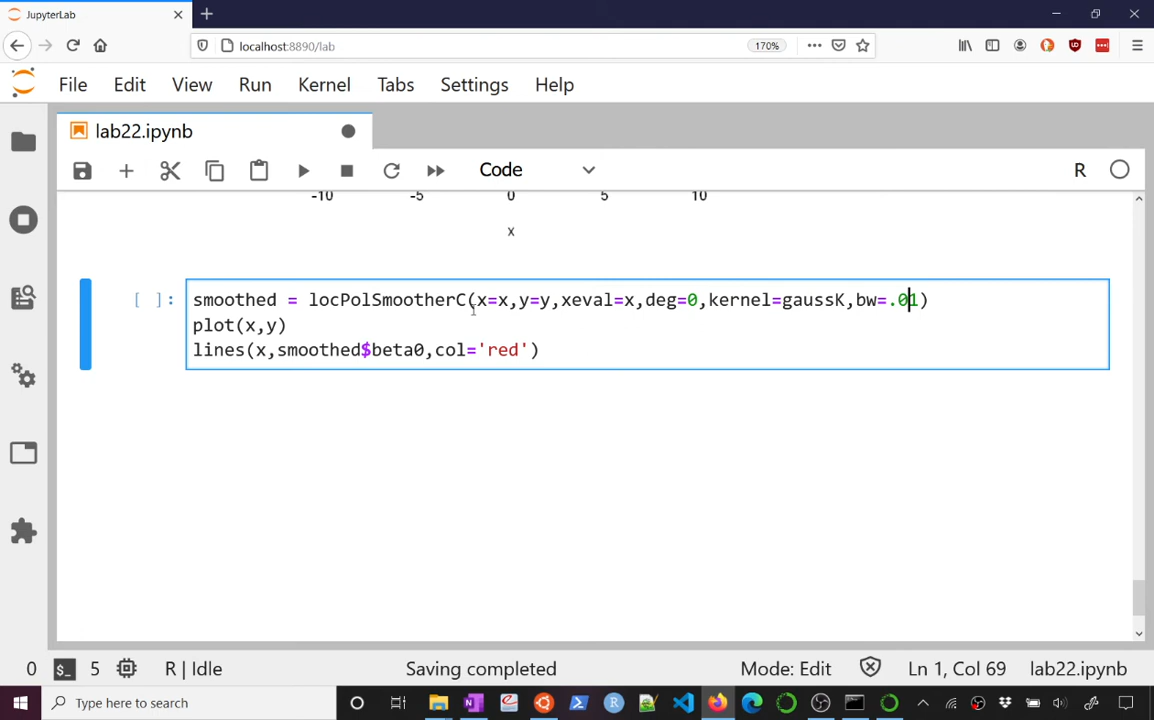 JupyterLab
localhost:8890/lab
170%
File Edit View Run Kernel Tabs Settings Help
lab22.ipynb
Code
R
-10 -5 0 5 10
x
[ ]: smoothed = locPolSmootherC(x=x,y=y,xeval=x,deg=0,kernel=gaussK,bw=.01)
plot(x,y)
lines(x,smoothed$beta0,col='red')
0 5 R | Idle Saving completed Mode: Edit Ln 1, Col 69 lab22.ipynb
Type here to search